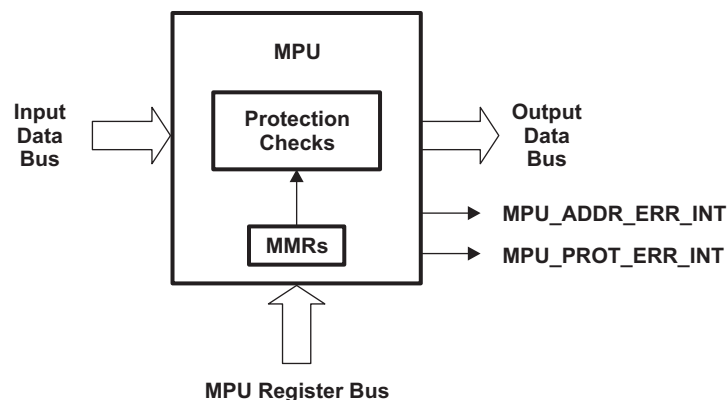 MPU
Input
Data
Bus
Protection
Checks
Output
Data
Bus
MPU_ADDR_ERR_INT
MMRs
MPU_PROT_ERR_INT
MPU Register Bus